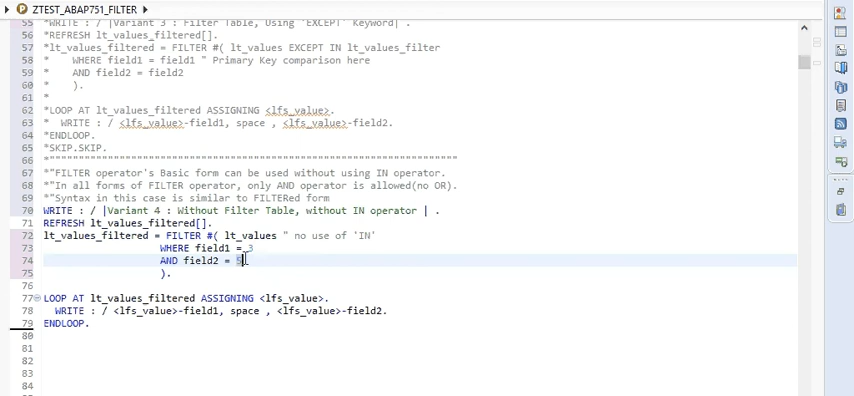 ZTEST_ABAP751_FILTER
55 *WRITE : / |Variant 3 : Filter Table, Using 'EXCEPT' Keyword| .
56 *REFRESH lt_values_filtered[].
57 *lt_values_filtered = FILTER #( lt_values EXCEPT IN lt_values_filter
58 *    WHERE field1 = field1 " Primary Key comparison here
59 *    AND field2 = field2
60 *    ).
61 *
62 *LOOP AT lt_values_filtered ASSIGNING <lfs_value>.
63 *  WRITE : / <lfs_value>-field1, space , <lfs_value>-field2.
64 *ENDLOOP.
65 *SKIP.SKIP.
66 *"""""""""""""""""""""""""""""""""""""""""""""""""""""""""""""""""""""
67 *"FILTER operator's Basic form can be used without using IN operator.
68 *"In all forms of FILTER operator, only AND operator is allowed(no OR).
69 *"Syntax in this case is similar to FILTERed form
70 WRITE : / |Variant 4 : Without Filter Table, without IN operator | .
71 REFRESH lt_values_filtered[].
72 lt_values_filtered = FILTER #( lt_values " no use of 'IN'
73 WHERE field1 = 3
74 AND field2 = 5
75 ).
76
77 LOOP AT lt_values_filtered ASSIGNING <lfs_value>.
78   WRITE : / <lfs_value>-field1, space , <lfs_value>-field2.
79 ENDLOOP.
80
81
82
83
84